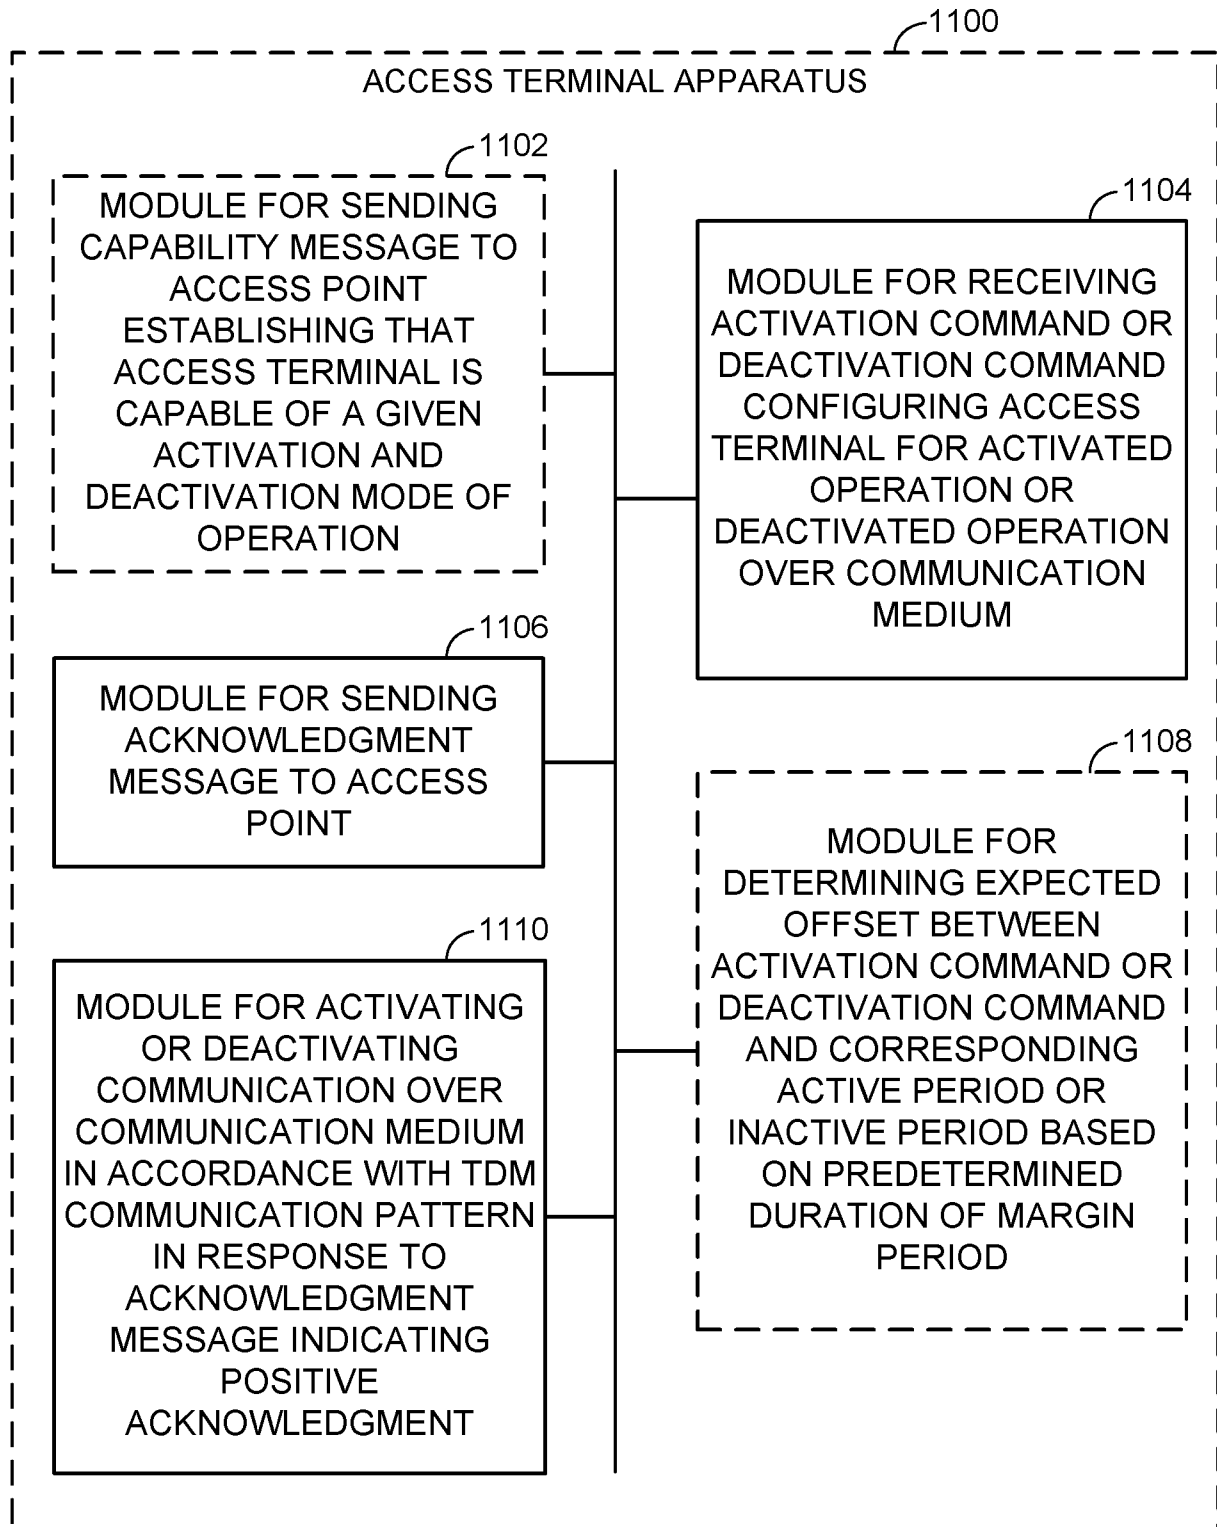 1100
ACCESS TERMINAL APPARATUS
1102
MODULE FOR SENDING
CAPABILITY MESSAGE TO
ACCESS POINT
ESTABLISHING THAT
ACCESS TERMINAL IS
CAPABLE OF A GIVEN
ACTIVATION AND
DEACTIVATION MODE OF
OPERATION
1104
MODULE FOR RECEIVING
ACTIVATION COMMAND OR
DEACTIVATION COMMAND
CONFIGURING ACCESS
TERMINAL FOR ACTIVATED
OPERATION OR
DEACTIVATED OPERATION
OVER COMMUNICATION
MEDIUM
1106
MODULE FOR SENDING
ACKNOWLEDGMENT
MESSAGE TO ACCESS
POINT
1108
MODULE FOR
DETERMINING EXPECTED
OFFSET BETWEEN
ACTIVATION COMMAND OR
DEACTIVATION COMMAND
AND CORRESPONDING
ACTIVE PERIOD OR
INACTIVE PERIOD BASED
ON PREDETERMINED
DURATION OF MARGIN
PERIOD
1110
MODULE FOR ACTIVATING
OR DEACTIVATING
COMMUNICATION OVER
COMMUNICATION MEDIUM
IN ACCORDANCE WITH TDM
COMMUNICATION PATTERN
IN RESPONSE TO
ACKNOWLEDGMENT
MESSAGE INDICATING
POSITIVE
ACKNOWLEDGMENT